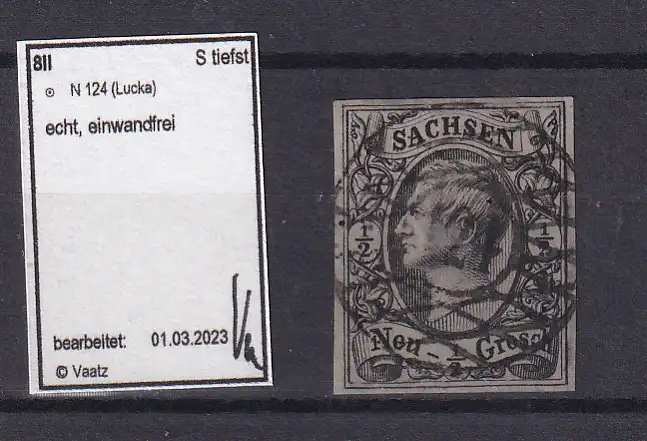 8II S tiefst
⊙ N 124 (Lucka)
echt, einwandfrei
bearbeitet: 01.03.2023
© Vaatz
SACHSEN
½ ½
Neu - ½ Grosch